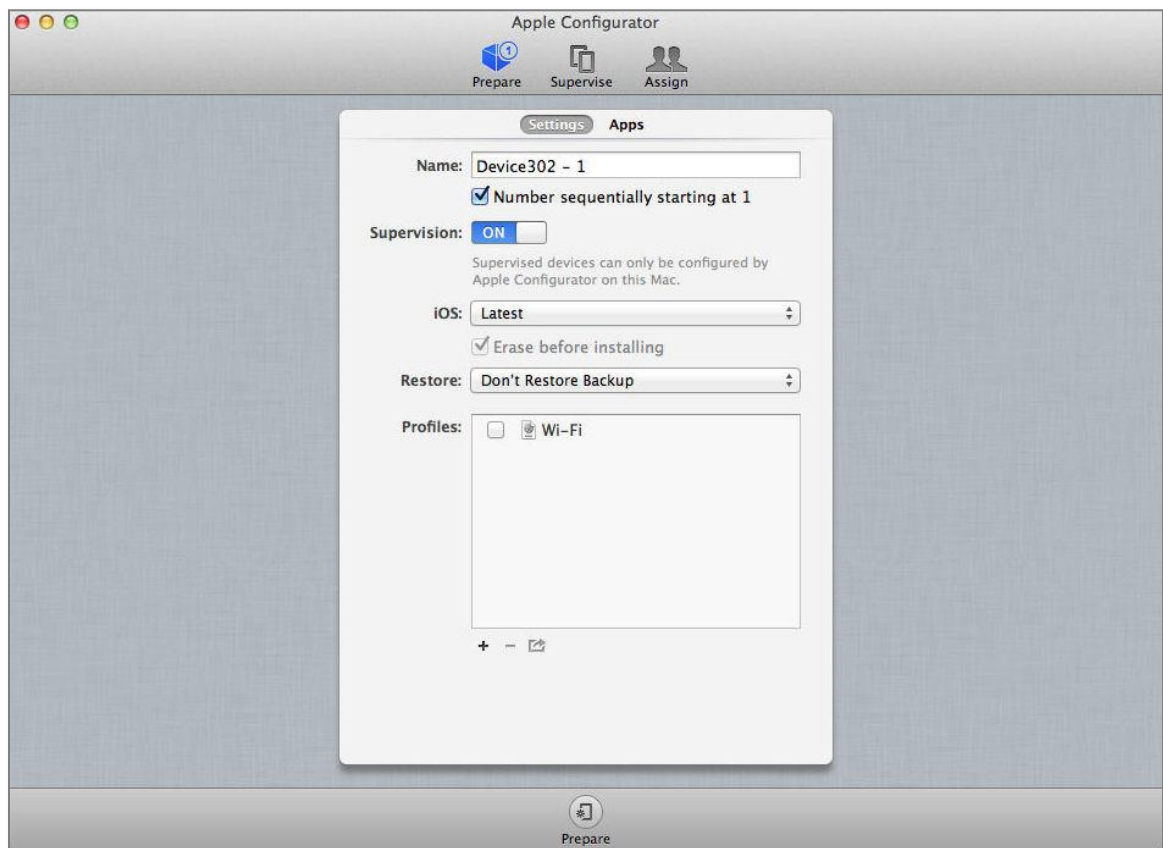 Apple Configurator
1
Prepare Supervise Assign
Settings Apps
Name: Device302 – 1
Number sequentially starting at 1
Supervision: ON
Supervised devices can only be configured by
Apple Configurator on this Mac.
iOS: Latest
Erase before installing
Restore: Don't Restore Backup
Profiles: Wi-Fi
Prepare